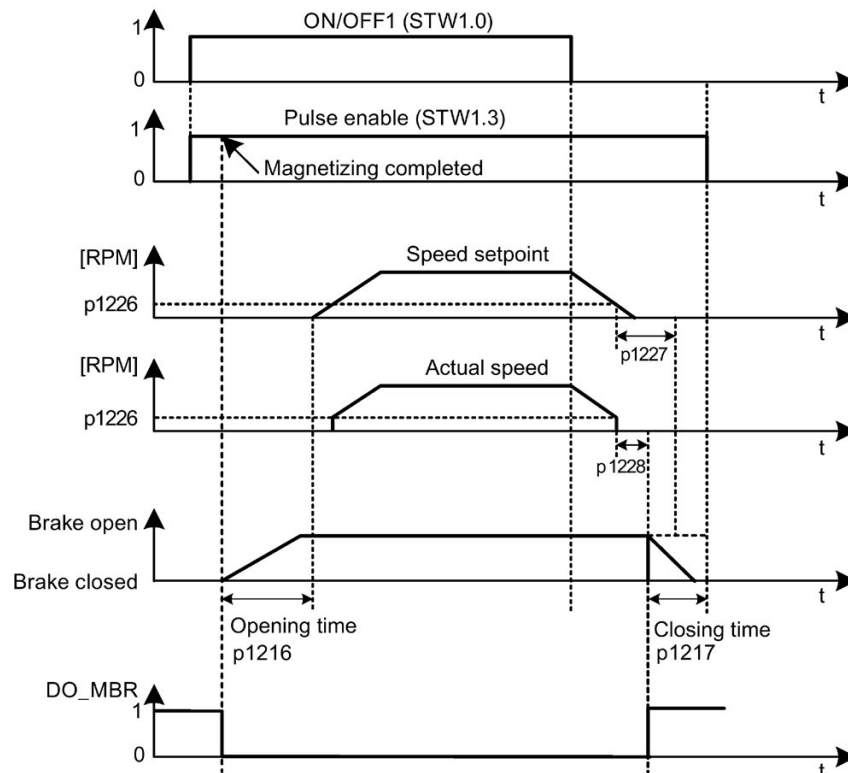 ON/OFF1 (STW1.0)
1
0
t
Pulse enable (STW1.3)
1
0
Magnetizing completed
t
[RPM]
Speed setpoint
p1226
p1227
t
[RPM]
Actual speed
p1226
p1228
t
Brake open
Brake closed
t
Opening time
p1216
Closing time
p1217
DO_MBR
1
0
t